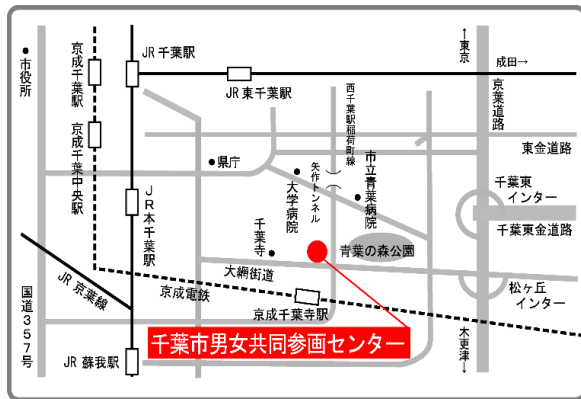 市役所
京成千葉駅
JR千葉駅
JR東千葉駅
←東京
成田→
京葉道路
西千葉駅稲荷町線
東金道路
京成千葉中央駅
県庁
大学病院
矢作トンネル
市立青葉病院
千葉東
インター
JR本千葉駅
千葉寺
青葉の森公園
千葉東金道路
大網街道
JR京葉線
京成電鉄
京成千葉寺駅
松ヶ丘
インター
国道357号
千葉市男女共同参画センター
木更津→
JR蘇我駅